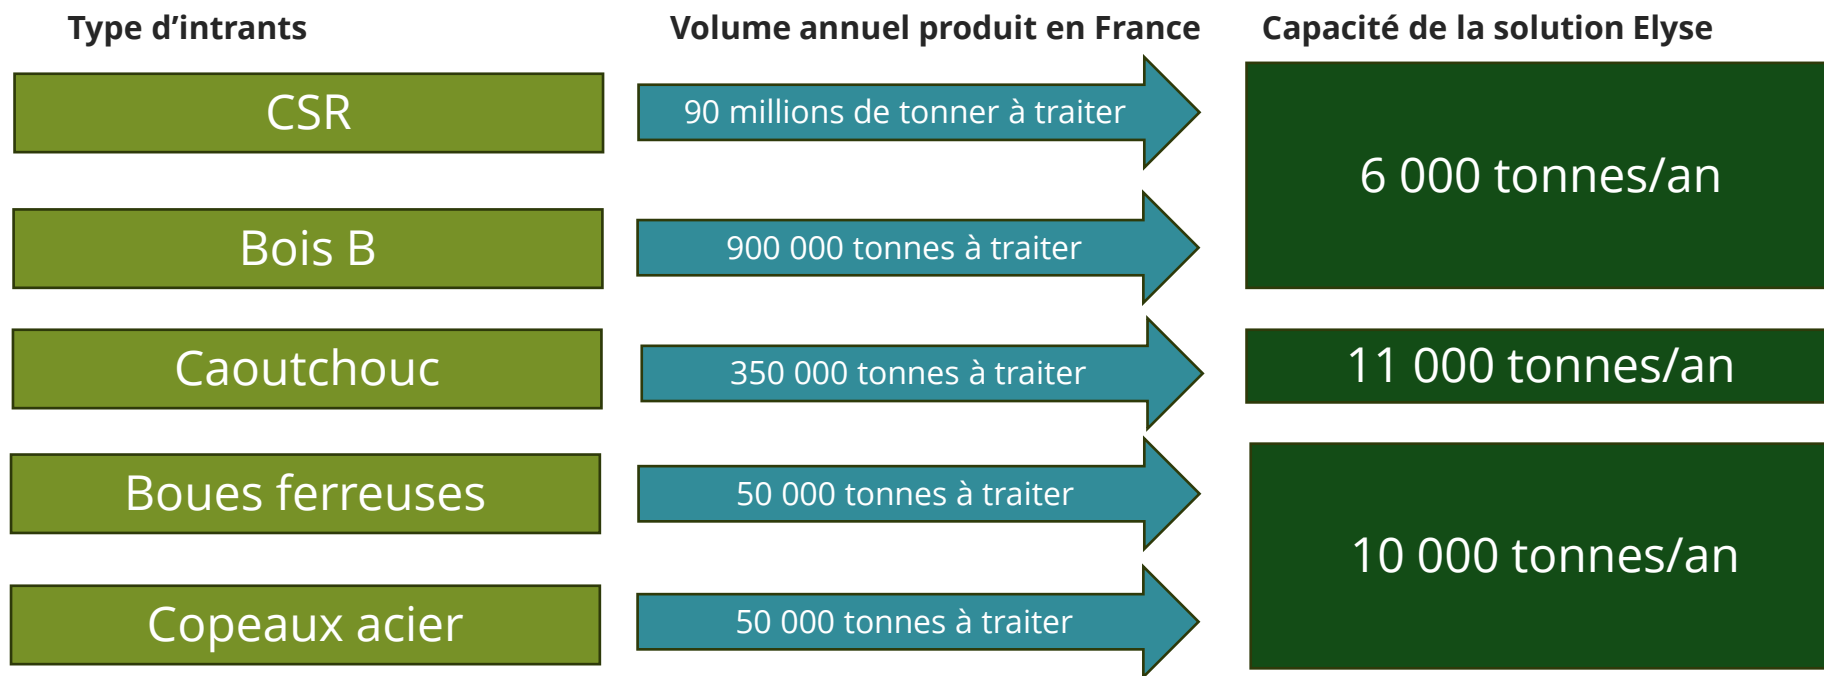 Type d’intrants
Volume annuel produit en France
Capacité de la solution Elyse
CSR
90 millions de tonner à traiter
6 000 tonnes/an
Bois B
900 000 tonnes à traiter
Caoutchouc
350 000 tonnes à traiter
11 000 tonnes/an
Boues ferreuses
50 000 tonnes à traiter
10 000 tonnes/an
Copeaux acier
50 000 tonnes à traiter